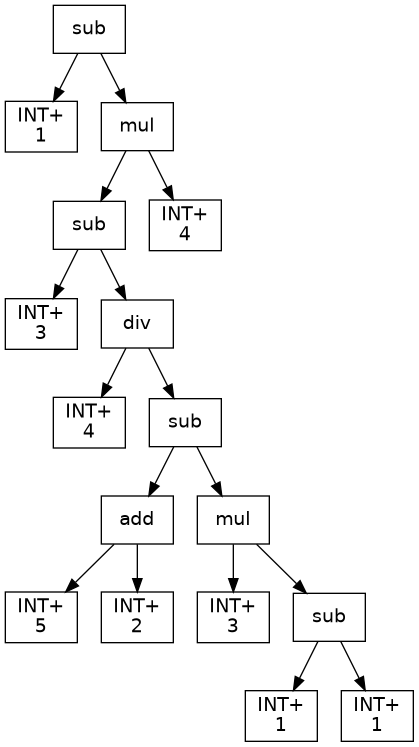 sub
INT+
1
mul
sub
INT+
4
INT+
3
div
INT+
4
sub
add
mul
INT+
5
INT+
2
INT+
3
sub
INT+
1
INT+
1